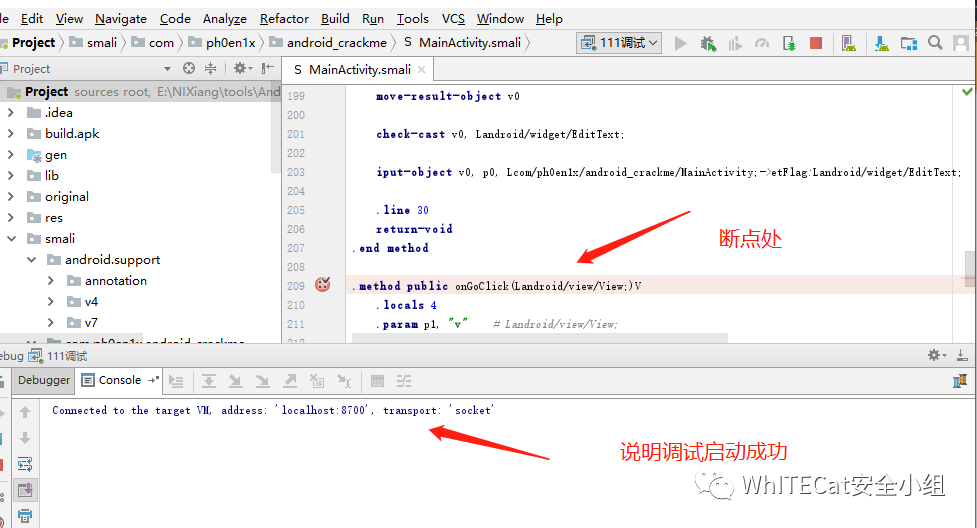 Edit View Navigate Code Analyze Refactor Build Run Tools VCS Window Help
Project smali com ph0en1x android_crackme MainActivity.smali 111调试
Project
S MainActivity.smali
Project sources root, E:\NIXiang\tools\And
.idea
build.apk
gen
lib
original
res
smali
android.support
annotation
v4
v7
199 move-result-object v0
200
201 check-cast v0, Landroid/widget/EditText;
202
203 iput-object v0, p0, Lcom/ph0en1x/android_crackme/MainActivity;->etFlag:Landroid/widget/EditText;
204
205 .line 30
206 return-void
207 .end method
208
209 .method public onGoClick(Landroid/view/View;)V
210 .locals 4
211 .param p1, "v" # Landroid/view/View;
断点处
111调试
Debugger Console
Connected to the target VM, address: 'localhost:8700', transport: 'socket'
说明调试启动成功
WhITECat安全小组